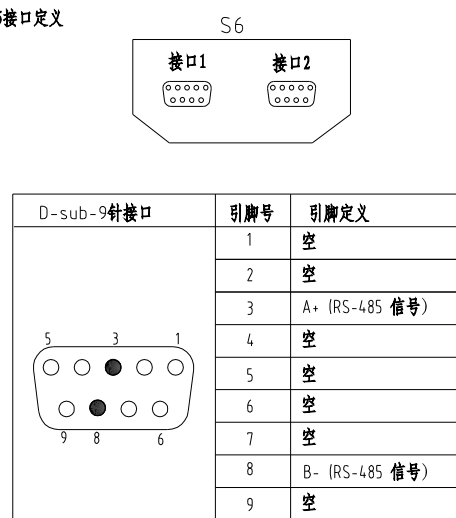 接口定义
S6
接口1
接口2
D-sub-9针接口 引脚号 引脚定义
1 空
2 空
3 A+ (RS-485 信号)
4 空
5 空
6 空
7 空
8 B- (RS-485 信号)
9 空
5 3 1
9 8 6